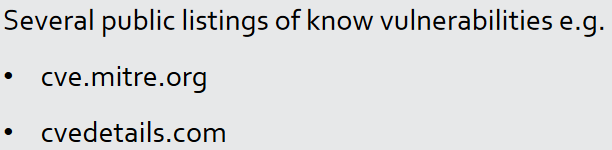 Several public listings of know vulnerabilities e.g.
• cve.mitre.org
• cvedetails.com